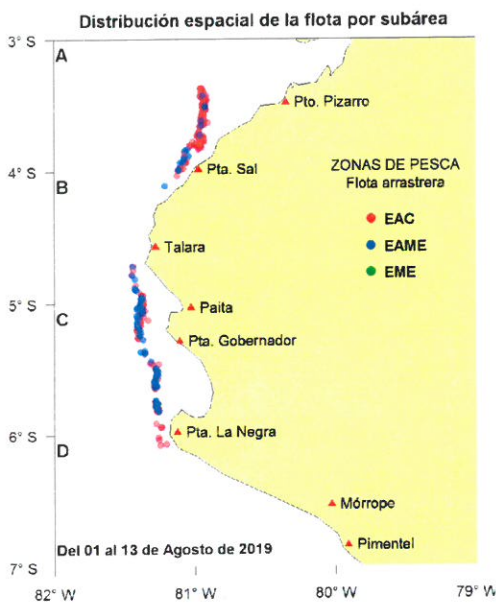 Distribución espacial de la flota por subárea
3° S
A
Pto. Pizarro
ZONAS DE PESCA
Flota arrastrera
4° S
Pta. Sal
B
EAC
EAME
EME
Talara
5° S
C
Paita
Pta. Gobernador
6° S
Pta. La Negra
D
Mórrope
Del 01 al 13 de Agosto de 2019
Pimentel
7° S
82° W
81° W
80° W
79° W